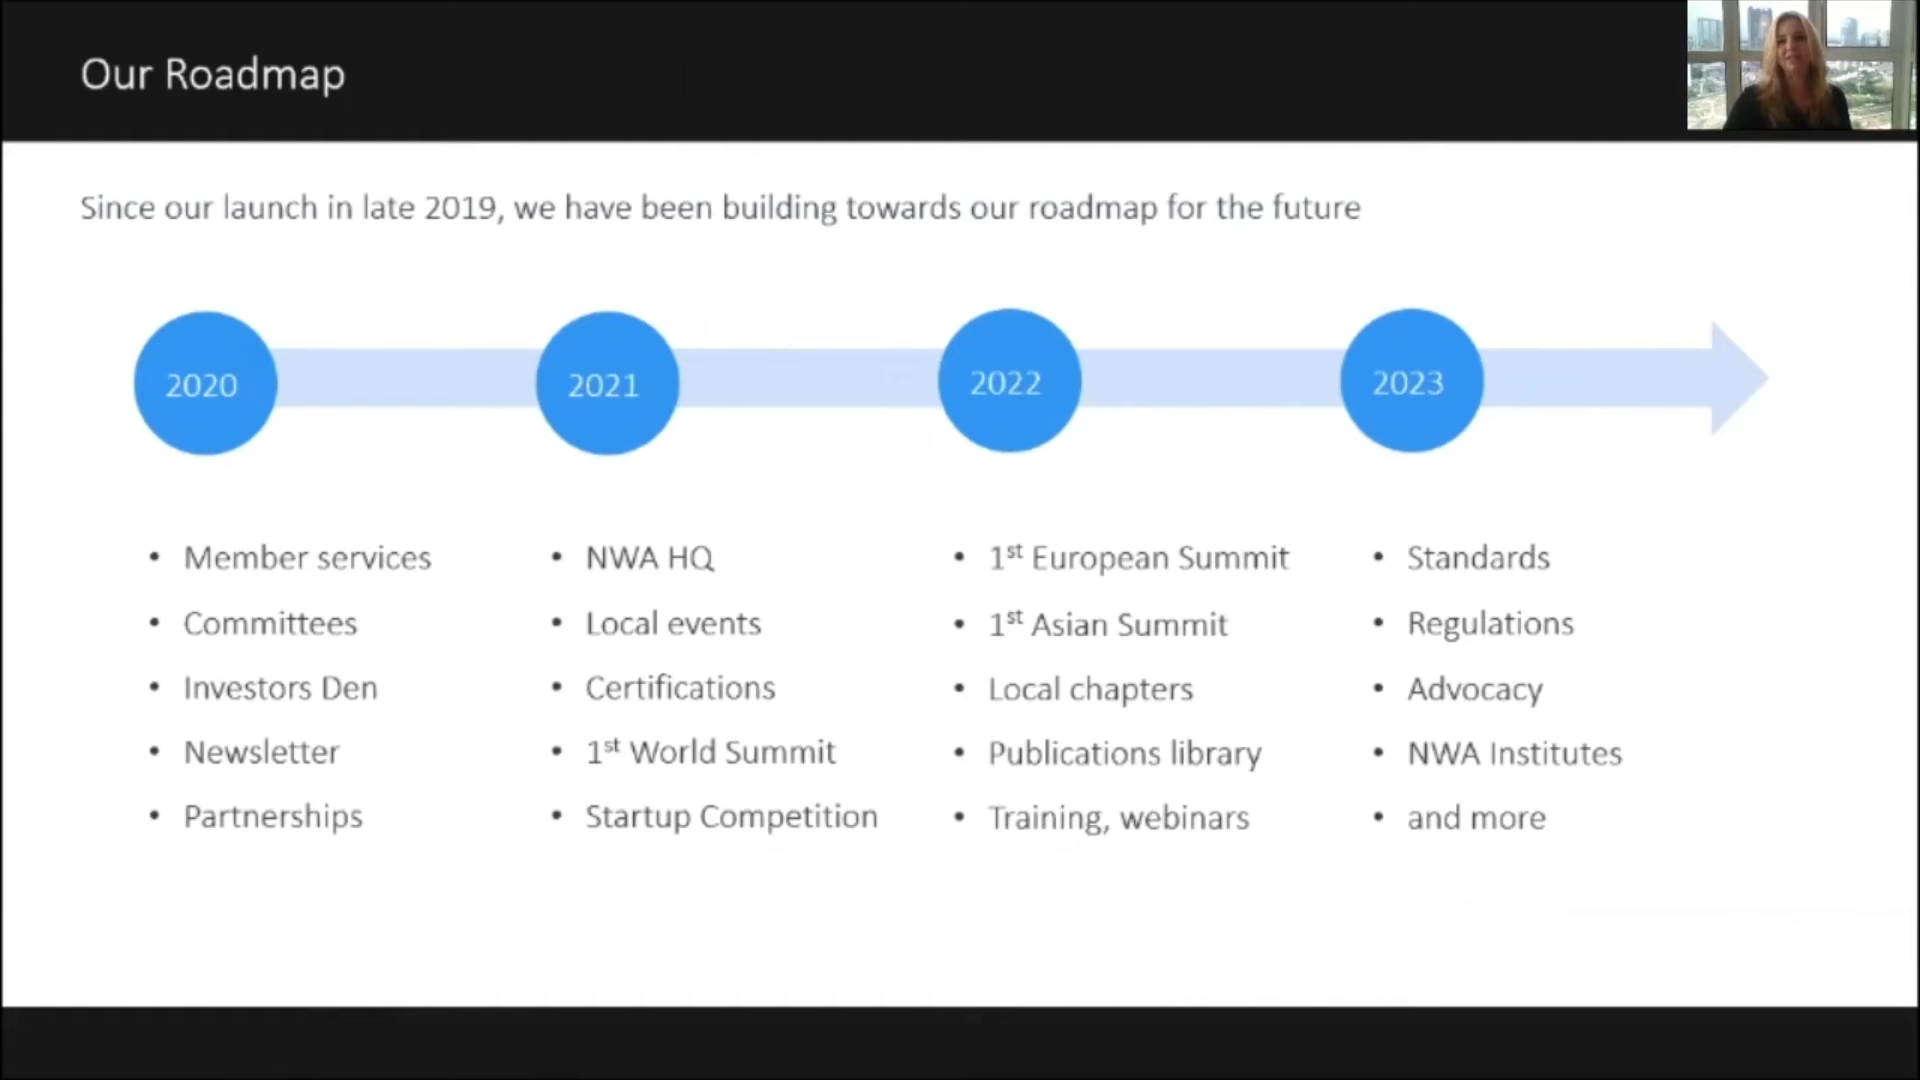 Our Roadmap
Since our launch in late 2019, we have been building towards our roadmap for the future
2020
2021
2022
2023
• Member services
• Committees
• Investors Den
• Newsletter
• Partnerships
• NWA HQ
• Local events
• Certifications
• 1st World Summit
• Startup Competition
• 1st European Summit
• 1st Asian Summit
• Local chapters
• Publications library
• Training, webinars
• Standards
• Regulations
• Advocacy
• NWA Institutes
• and more